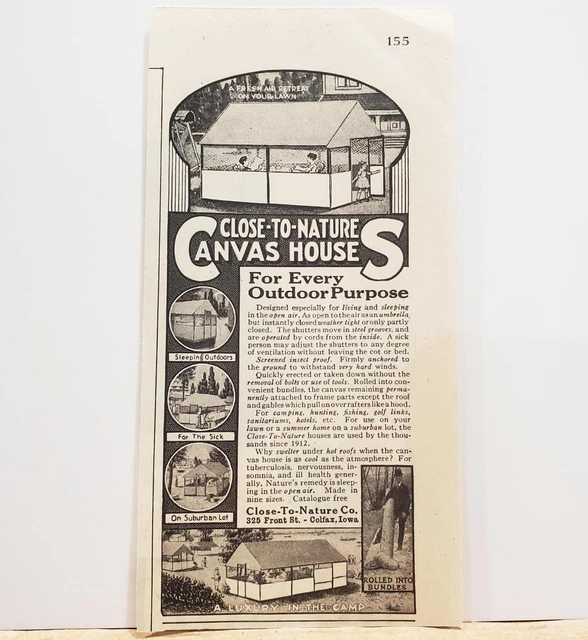 155
A FRESH AIR RETREAT
ON YOUR LAWN
CLOSE-TO-NATURE
CANVAS HOUSES
For Every
Outdoor Purpose
Designed especially for living and sleeping
in the open air. As open to the air as an umbrella,
but instantly closed weather tight or only partly
closed. The shutters move in steel grooves, and
are operated by cords from the inside. A sick
person may adjust the shutters to any degree
of ventilation without leaving the cot or bed.
Screened insect proof. Firmly anchored to
the ground to withstand very hard winds.
Quickly erected or taken down without the
removal of bolts or use of tools. Rolled into con-
venient bundles, the canvas remaining perma-
nently attached to frame parts except the roof
and gables which pull on over rafters like a hood.
For camping, hunting, fishing, golf links,
sanitariums, hotels, etc. For use on your
lawn or a summer home on a suburban lot, the
Close-To-Nature houses are used by the thou-
sands since 1912.
Why swelter under hot roofs when the can-
vas house is as cool as the atmosphere? For
tuberculosis, nervousness, in-
somnia, and ill health gener-
ally, Nature's remedy is sleep-
ing in the open air. Made in
nine sizes. Catalogue free
Close-To-Nature Co.
325 Front St. - Colfax, Iowa
Sleeping Outdoors
For The Sick
On Suburban Lot
ROLLED INTO
BUNDLES
A LUXURY IN THE CAMP